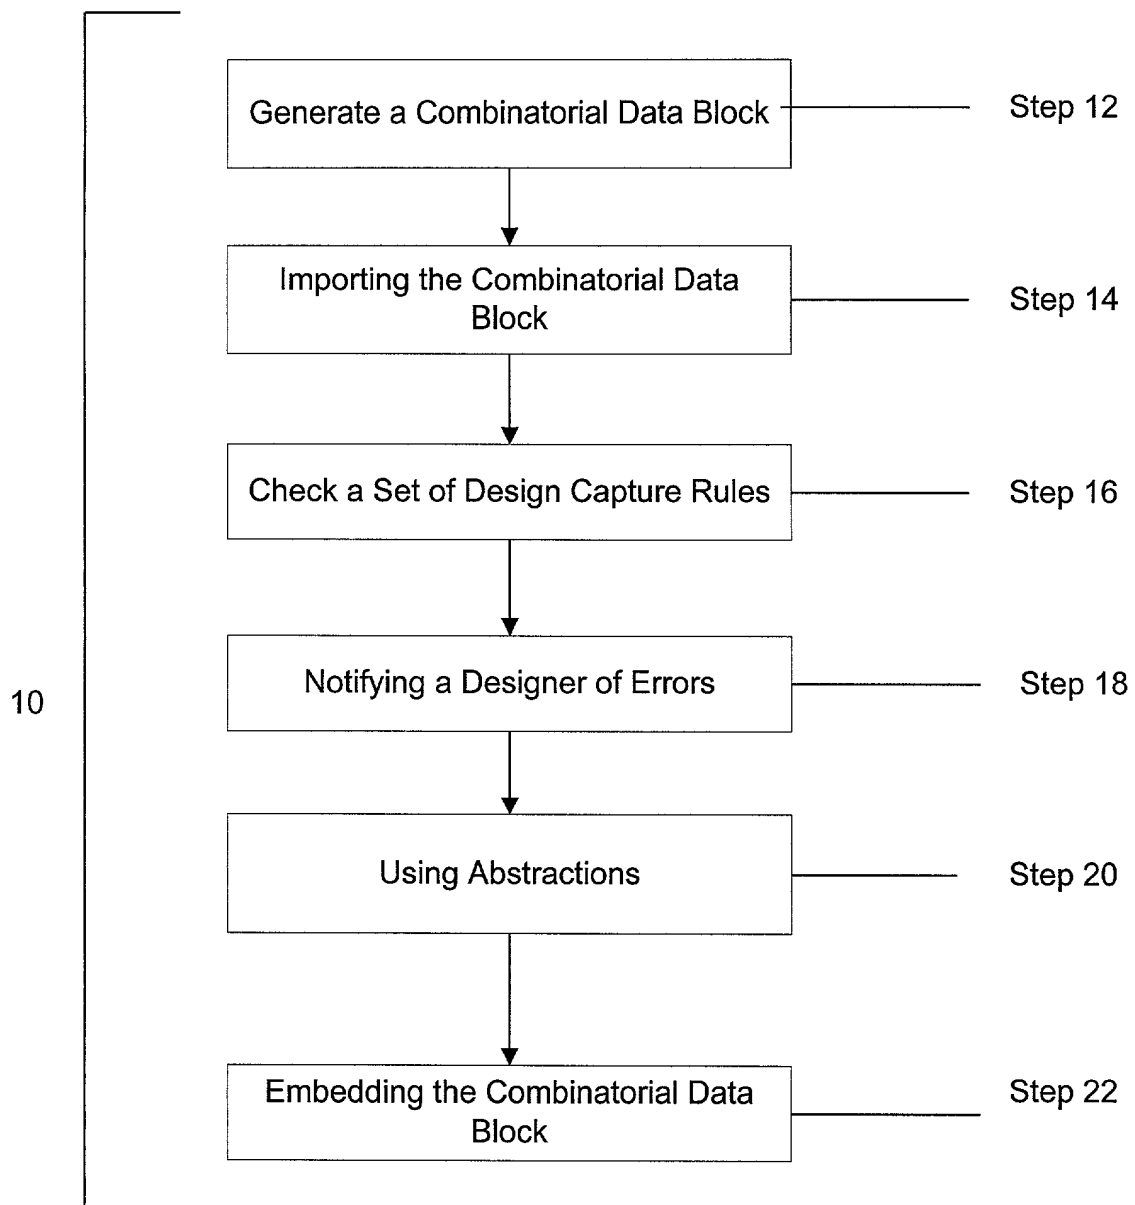 Generate a Combinatorial Data Block
Step 12
Importing the Combinatorial Data
Block
Step 14
Check a Set of Design Capture Rules
Step 16
Notifying a Designer of Errors
Step 18
10
Using Abstractions
Step 20
Embedding the Combinatorial Data
Block
Step 22